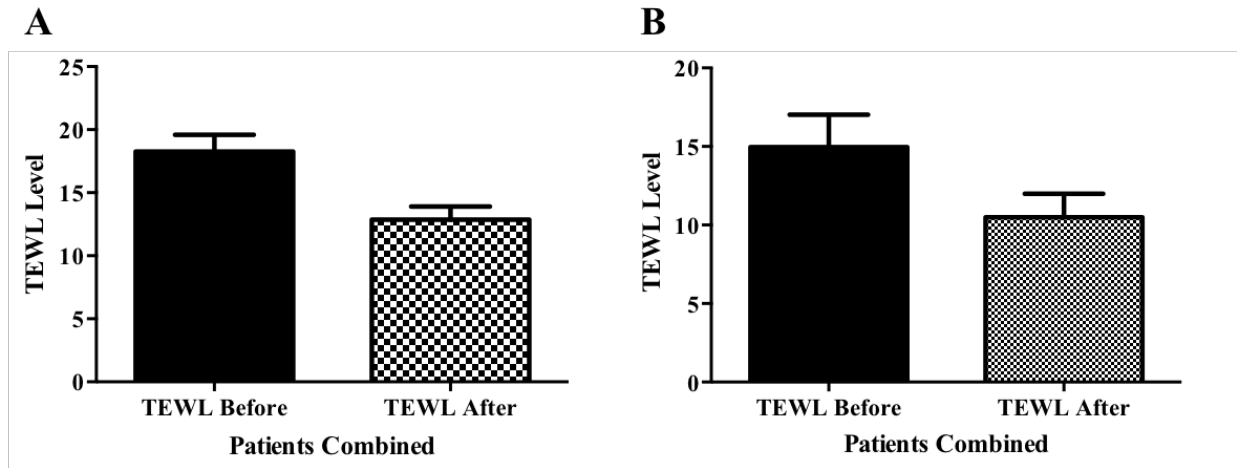 A
B
TEWL Level
25
20
15
10
5
0
TEWL Before
TEWL After
Patients Combined
TEWL Level
20
15
10
5
0
TEWL Before
TEWL After
Patients Combined